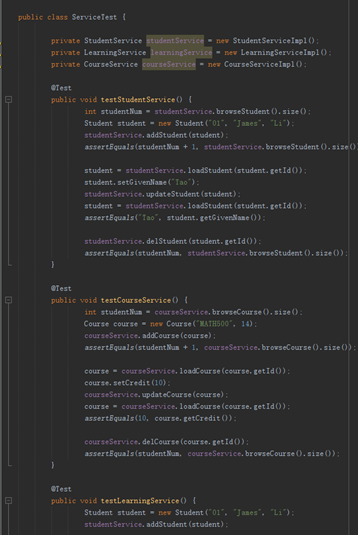 public class ServiceTest {
private StudentService studentService = new StudentServiceImpl();
private LearningService learningService = new LearningServiceImpl();
private CourseService courseService = new CourseServiceImpl();
@Test
public void testStudentService() {
int studentNum = studentService.browseStudent().size();
Student student = new Student("01", "James", "Li");
studentService.addStudent(student);
assertEquals(studentNum + 1, studentService.browseStudent().size()
student = studentService.loadStudent(student.getId());
student.setGivenName("Tao");
studentService.updateStudent(student);
student = studentService.loadStudent(student.getId());
assertEquals("Tao", student.getGivenName());
studentService.delStudent(student.getId());
assertEquals(studentNum, studentService.browseStudent().size());
}
@Test
public void testCourseService() {
int studentNum = courseService.browseCourse().size();
Course course = new Course("MATH500", 14);
courseService.addCourse(course);
assertEquals(studentNum + 1, courseService.browseCourse().size());
course = courseService.loadCourse(course.getId());
course.setCredit(10);
courseService.updateCourse(course);
course = courseService.loadCourse(course.getId());
assertEquals(10, course.getCredit());
courseService.delCourse(course.getId());
assertEquals(studentNum, courseService.browseCourse().size());
}
@Test
public void testLearningService() {
Student student = new Student("01", "James", "Li");
studentService.addStudent(student);